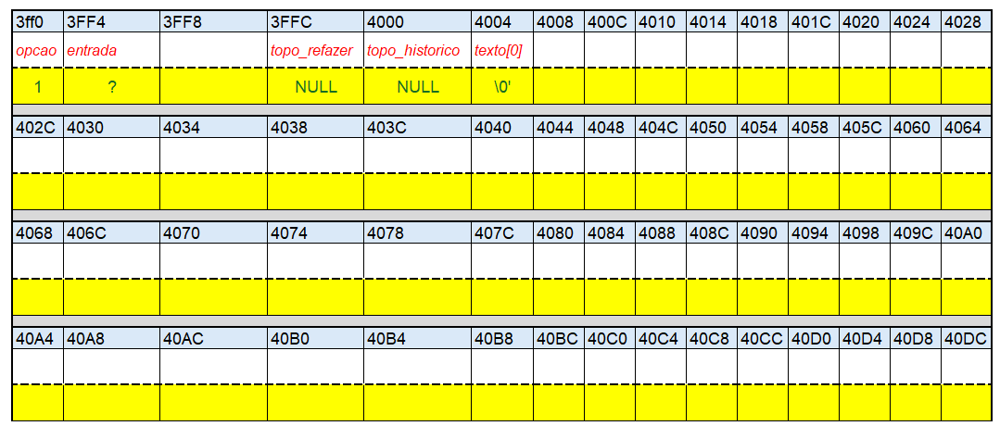 3ff0 3FF4 3FF8 3FFC 4000 4004 4008 400C 4010 4014 4018 401C 4020 4024 4028
opcao entrada topo_refazer topo_historico texto[0]
1 ? NULL NULL \0'
402C 4030 4034 4038 403C 4040 4044 4048 404C 4050 4054 4058 405C 4060 4064
4068 406C 4070 4074 4078 407C 4080 4084 4088 408C 4090 4094 4098 409C 40A0
40A4 40A8 40AC 40B0 40B4 40B8 40BC 40C0 40C4 40C8 40CC 40D0 40D4 40D8 40DC